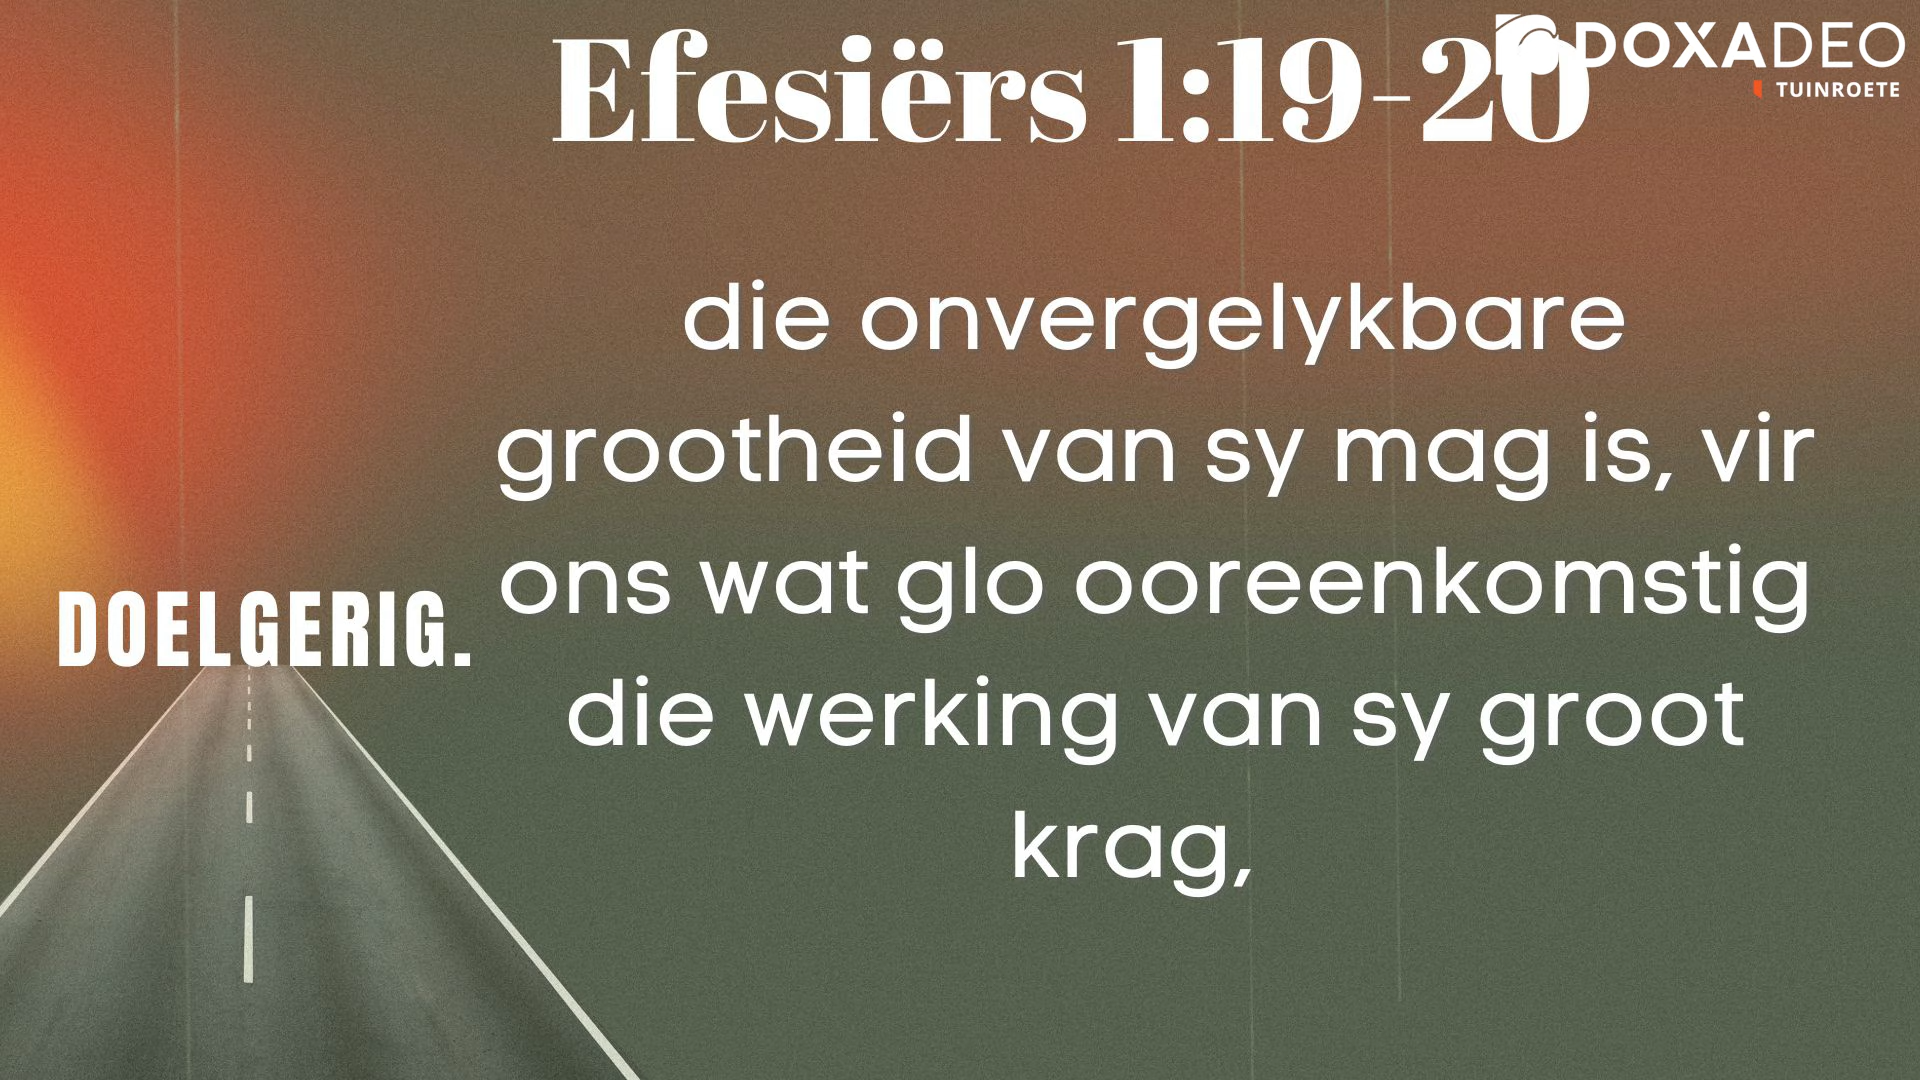 Efesiërs 1:19-20
DOXADEO
TUINROETE
die onvergelykbare
grootheid van sy mag is, vir
ons wat glo ooreenkomstig
die werking van sy groot
krag,
DOELGERIG.